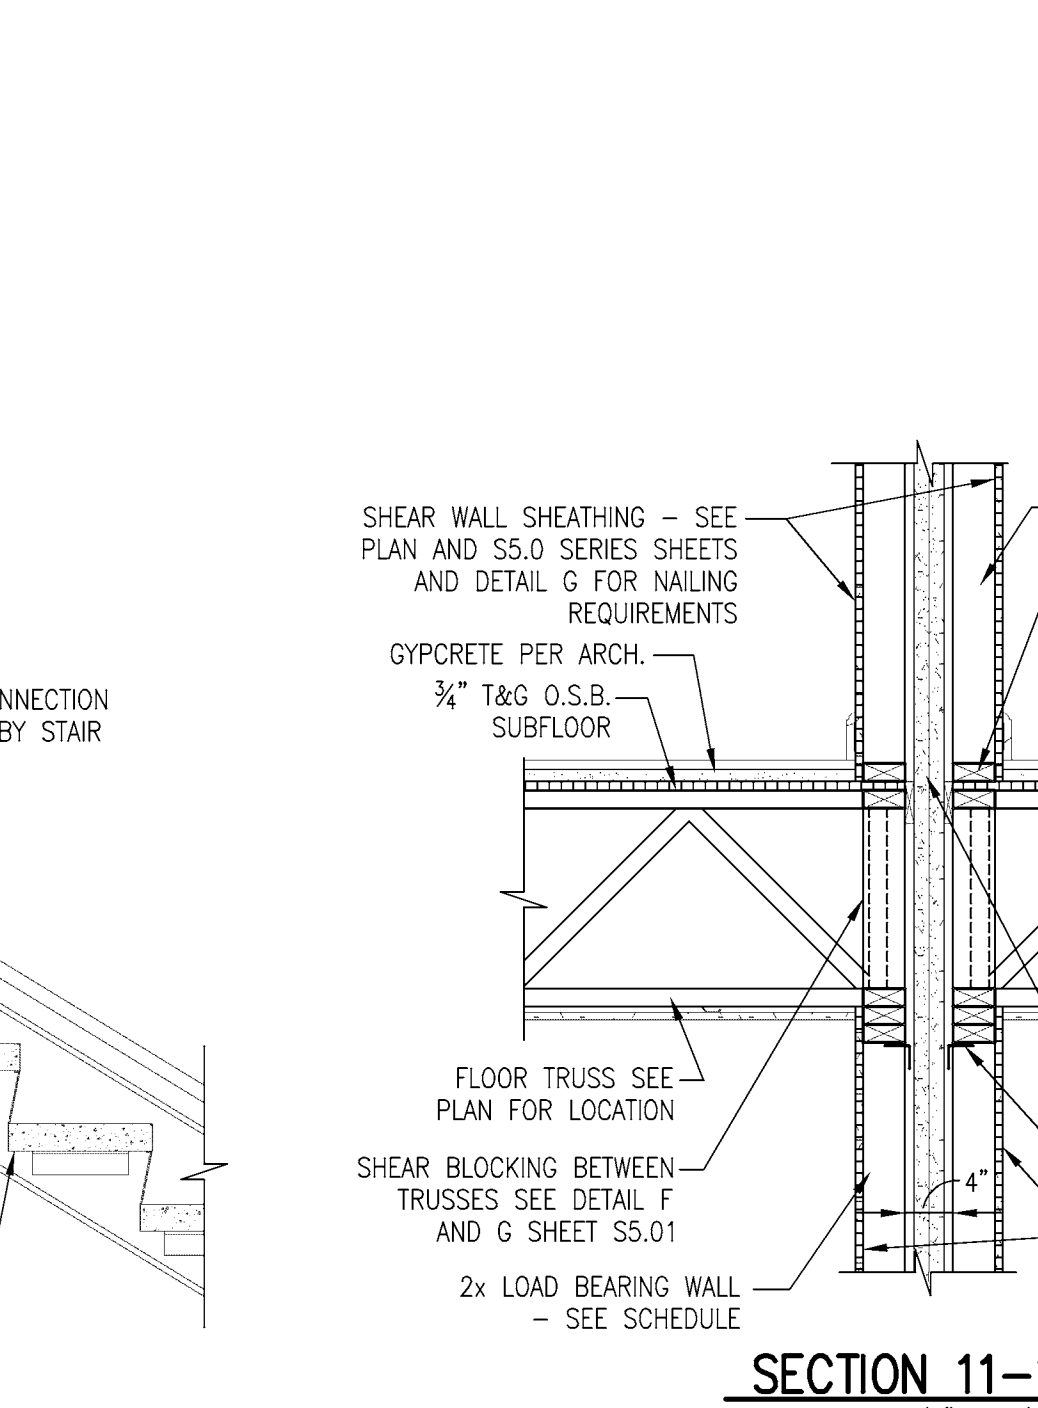 SHEAR WALL SHEATHING – SEE
PLAN AND S5.0 SERIES SHEETS
AND DETAIL G FOR NAILING
REQUIREMENTS
GYPCRETE PER ARCH.
¾" T&G O.S.B.
SUBFLOOR
NNECTION
BY STAIR
FLOOR TRUSS SEE
PLAN FOR LOCATION
SHEAR BLOCKING BETWEEN
TRUSSES SEE DETAIL F
AND G SHEET S5.01
4"
2x LOAD BEARING WALL
– SEE SCHEDULE
SECTION 11–